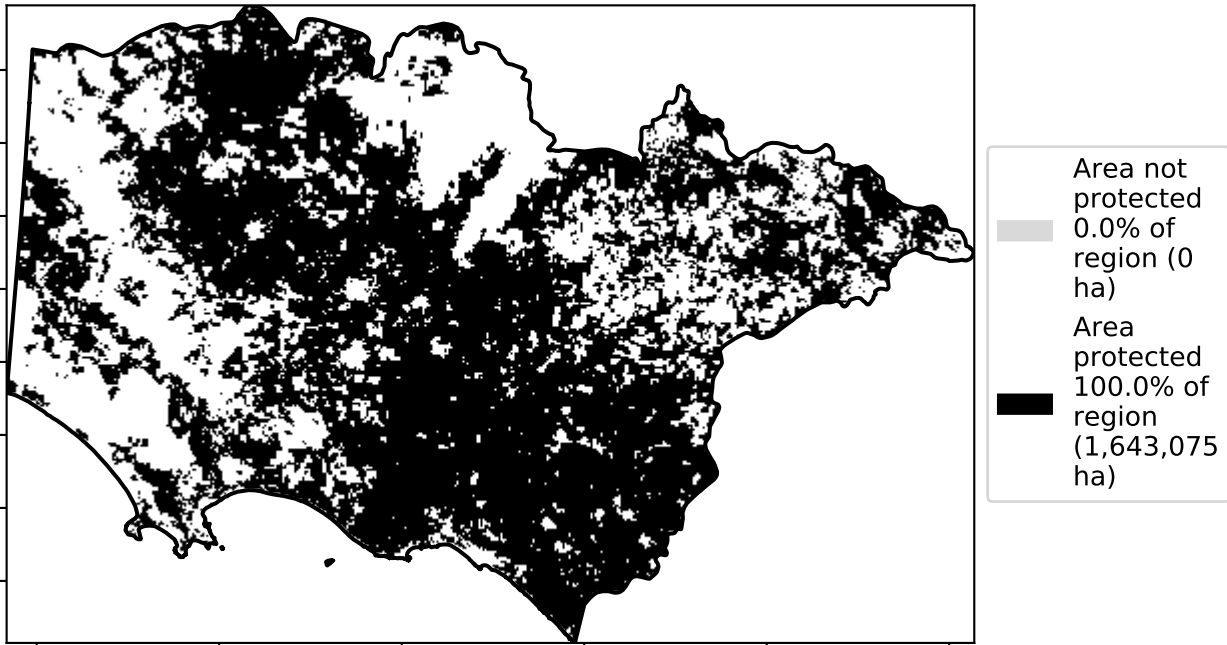 Area not
protected
0.0% of
region (0
ha)
Area
protected
100.0% of
region
(1,643,075
ha)